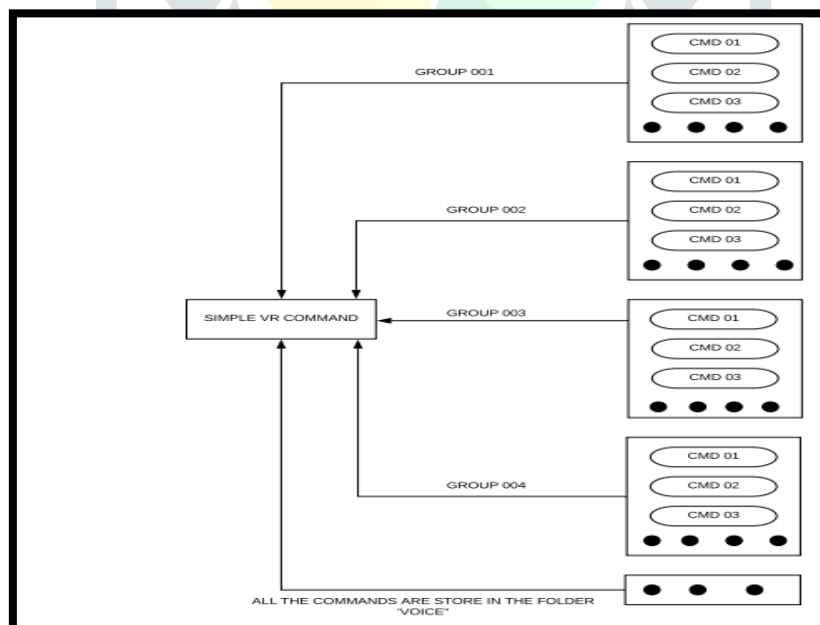 CMD 01
GROUP 001
CMD 02
CMD 03
CMD 01
GROUP 002
CMD 02
CMD 03
SIMPLE VR COMMAND
GROUP 003
CMD 01
CMD 02
CMD 03
CMD 01
GROUP 004
CMD 02
CMD 03
ALL THE COMMANDS ARE STORE IN THE FOLDER
"VOICE"